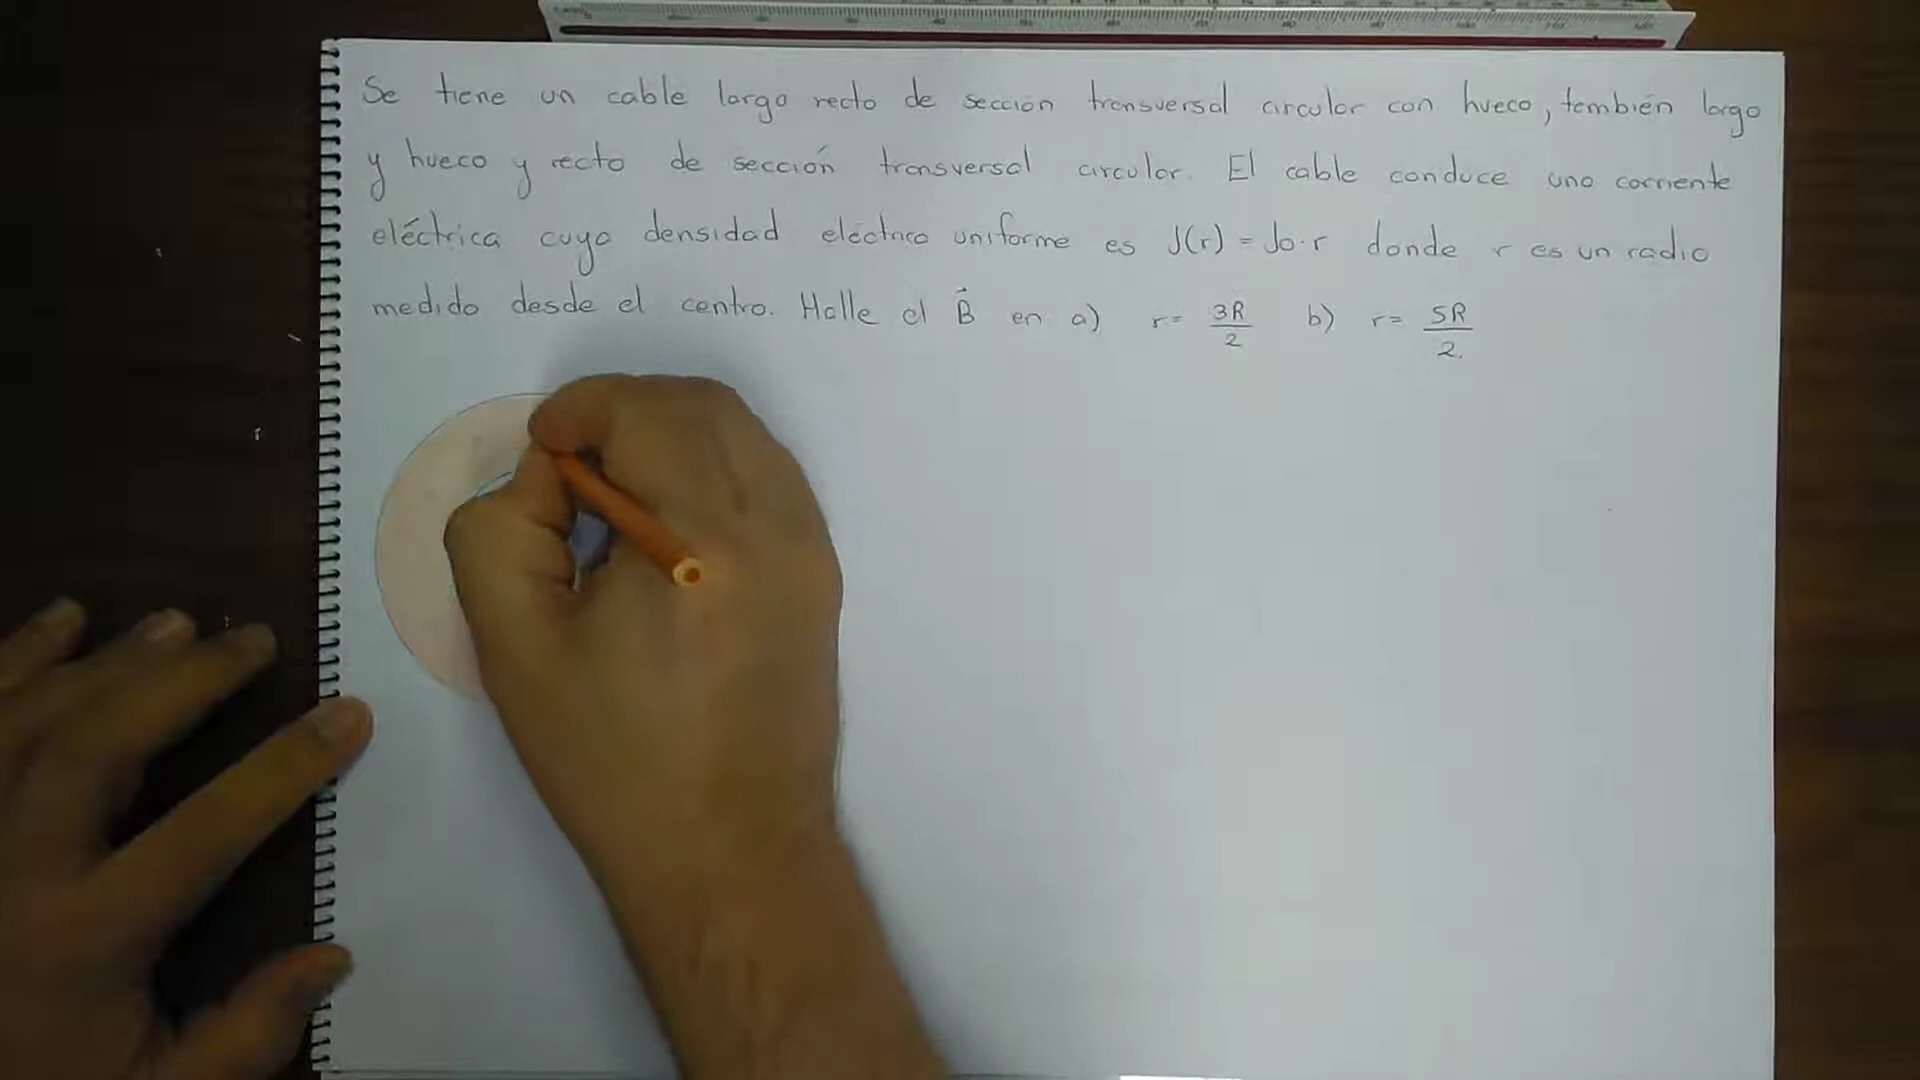 Se tiene un cable largo recto de sección transversal circular con hueco, también largo
y hueco y recto de sección transversal circular. El cable conduce una corriente
eléctrica cuya densidad eléctrica uniforme es J(r) = Jo·r donde r es un radio
medido desde el centro. Halle el B⃗ en a) r= 3R/2 b) r= 5R/2.